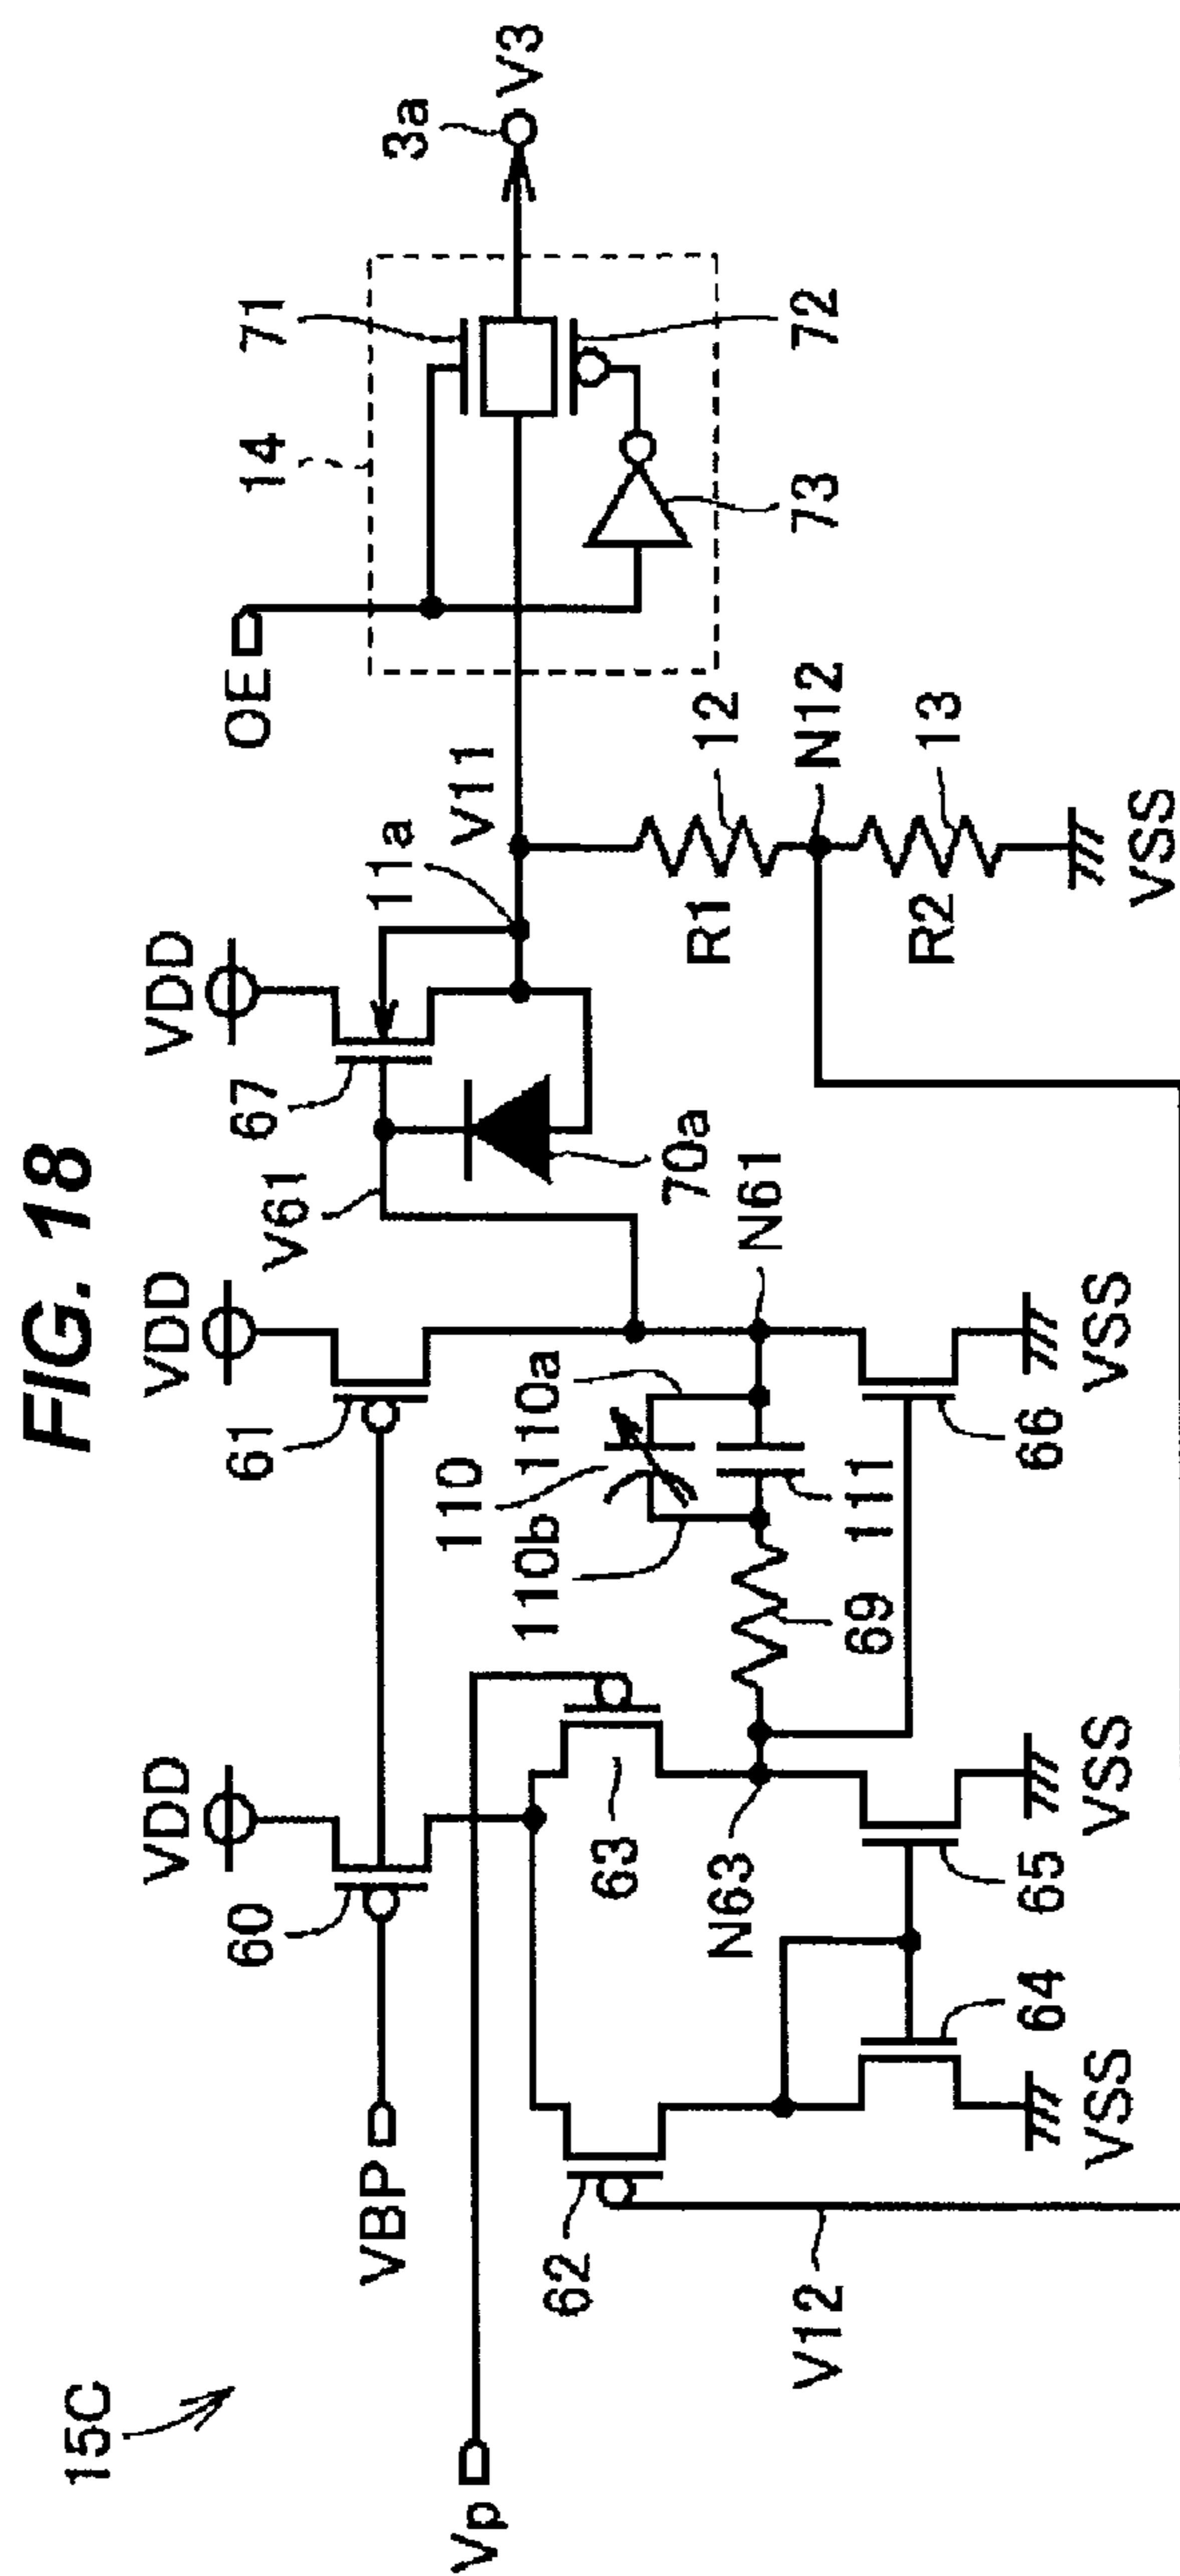 FIG. 18
15C
VDD
VDD
VDD
OE
14
71
3a
V3
60
61
V61
67
11a
V11
VBP
Vp
62
63
N63
110
110b
110a
N61
70a
69
111
R1
12
N12
R2
13
73
72
V12
64
65
66
VSS
VSS
VSS
VSS